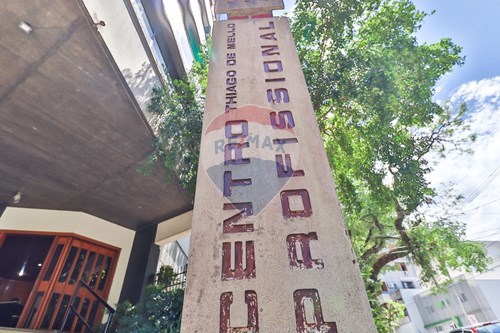 CENTRO
PROFISSIONAL
THIAGO DE MELLO
RE/MAX